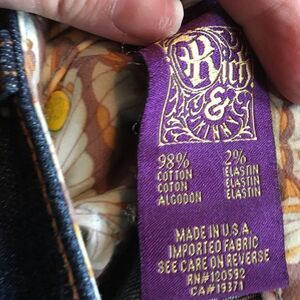 Rich
&
SKINNY
98% 2%
COTTON ELASTIN
COTON ELASTIN
ALGODON ELASTIN
MADE IN U.S.A.
IMPORTED FABRIC
SEE CARE ON REVERSE
RN#120592
CA#19371